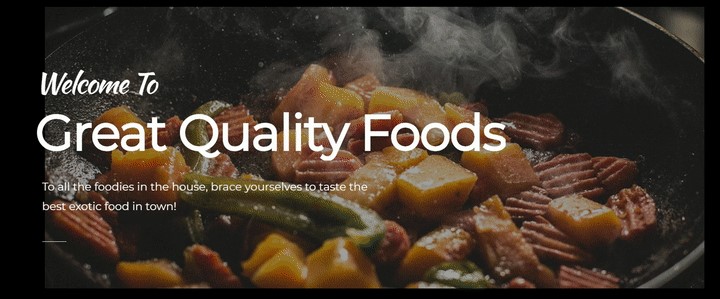 Welcome To
Great Quality Foods
To all the foodies in the house, brace yourselves to taste the
best exotic food in town!